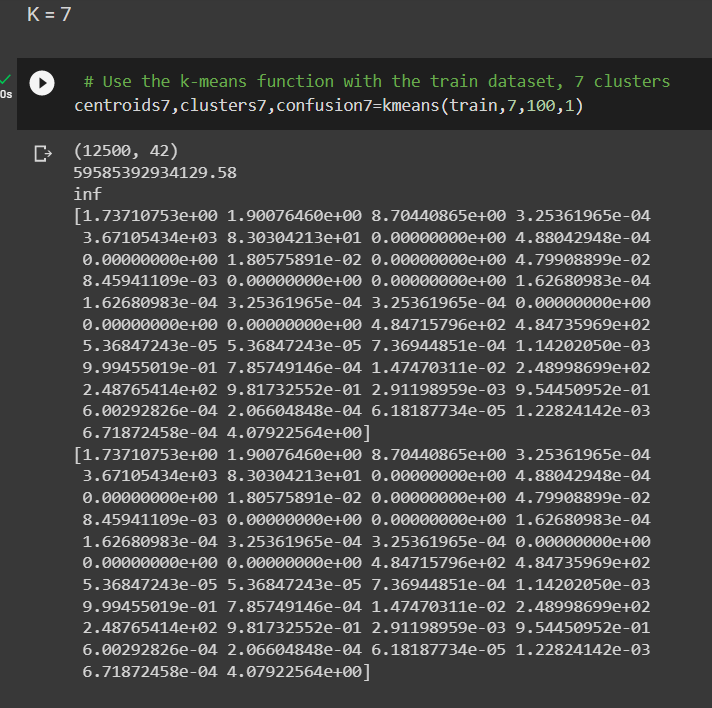 K = 7
# Use the k-means function with the train dataset, 7 clusters
0s
centroids7,clusters7,confusion7=kmeans(train,7,100,1)
(12500, 42)
59585392934129.58
inf
[1.73710753e+00 1.90076460e+00 8.70440865e+00 3.25361965e-04
3.67105434e+03 8.30304213e+01 0.00000000e+00 4.88042948e-04
0.00000000e+00 1.80575891e-02 0.00000000e+00 4.79908899e-02
8.45941109e-03 0.00000000e+00 0.00000000e+00 1.62680983e-04
1.62680983e-04 3.25361965e-04 3.25361965e-04 0.00000000e+00
0.00000000e+00 0.00000000e+00 4.84715796e+02 4.84735969e+02
5.36847243e-05 5.36847243e-05 7.36944851e-04 1.14202050e-03
9.99455019e-01 7.85749146e-04 1.47470311e-02 2.48998699e+02
2.48765414e+02 9.81732552e-01 2.91198959e-03 9.54450952e-01
6.00292826e-04 2.06604848e-04 6.18187734e-05 1.22824142e-03
6.71872458e-04 4.07922564e+00]
[1.73710753e+00 1.90076460e+00 8.70440865e+00 3.25361965e-04
3.67105434e+03 8.30304213e+01 0.00000000e+00 4.88042948e-04
0.00000000e+00 1.80575891e-02 0.00000000e+00 4.79908899e-02
8.45941109e-03 0.00000000e+00 0.00000000e+00 1.62680983e-04
1.62680983e-04 3.25361965e-04 3.25361965e-04 0.00000000e+00
0.00000000e+00 0.00000000e+00 4.84715796e+02 4.84735969e+02
5.36847243e-05 5.36847243e-05 7.36944851e-04 1.14202050e-03
9.99455019e-01 7.85749146e-04 1.47470311e-02 2.48998699e+02
2.48765414e+02 9.81732552e-01 2.91198959e-03 9.54450952e-01
6.00292826e-04 2.06604848e-04 6.18187734e-05 1.22824142e-03
6.71872458e-04 4.07922564e+00]